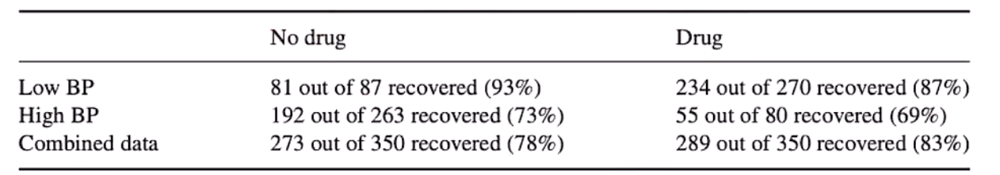 No drug Drug
Low BP 81 out of 87 recovered (93%) 234 out of 270 recovered (87%)
High BP 192 out of 263 recovered (73%) 55 out of 80 recovered (69%)
Combined data 273 out of 350 recovered (78%) 289 out of 350 recovered (83%)